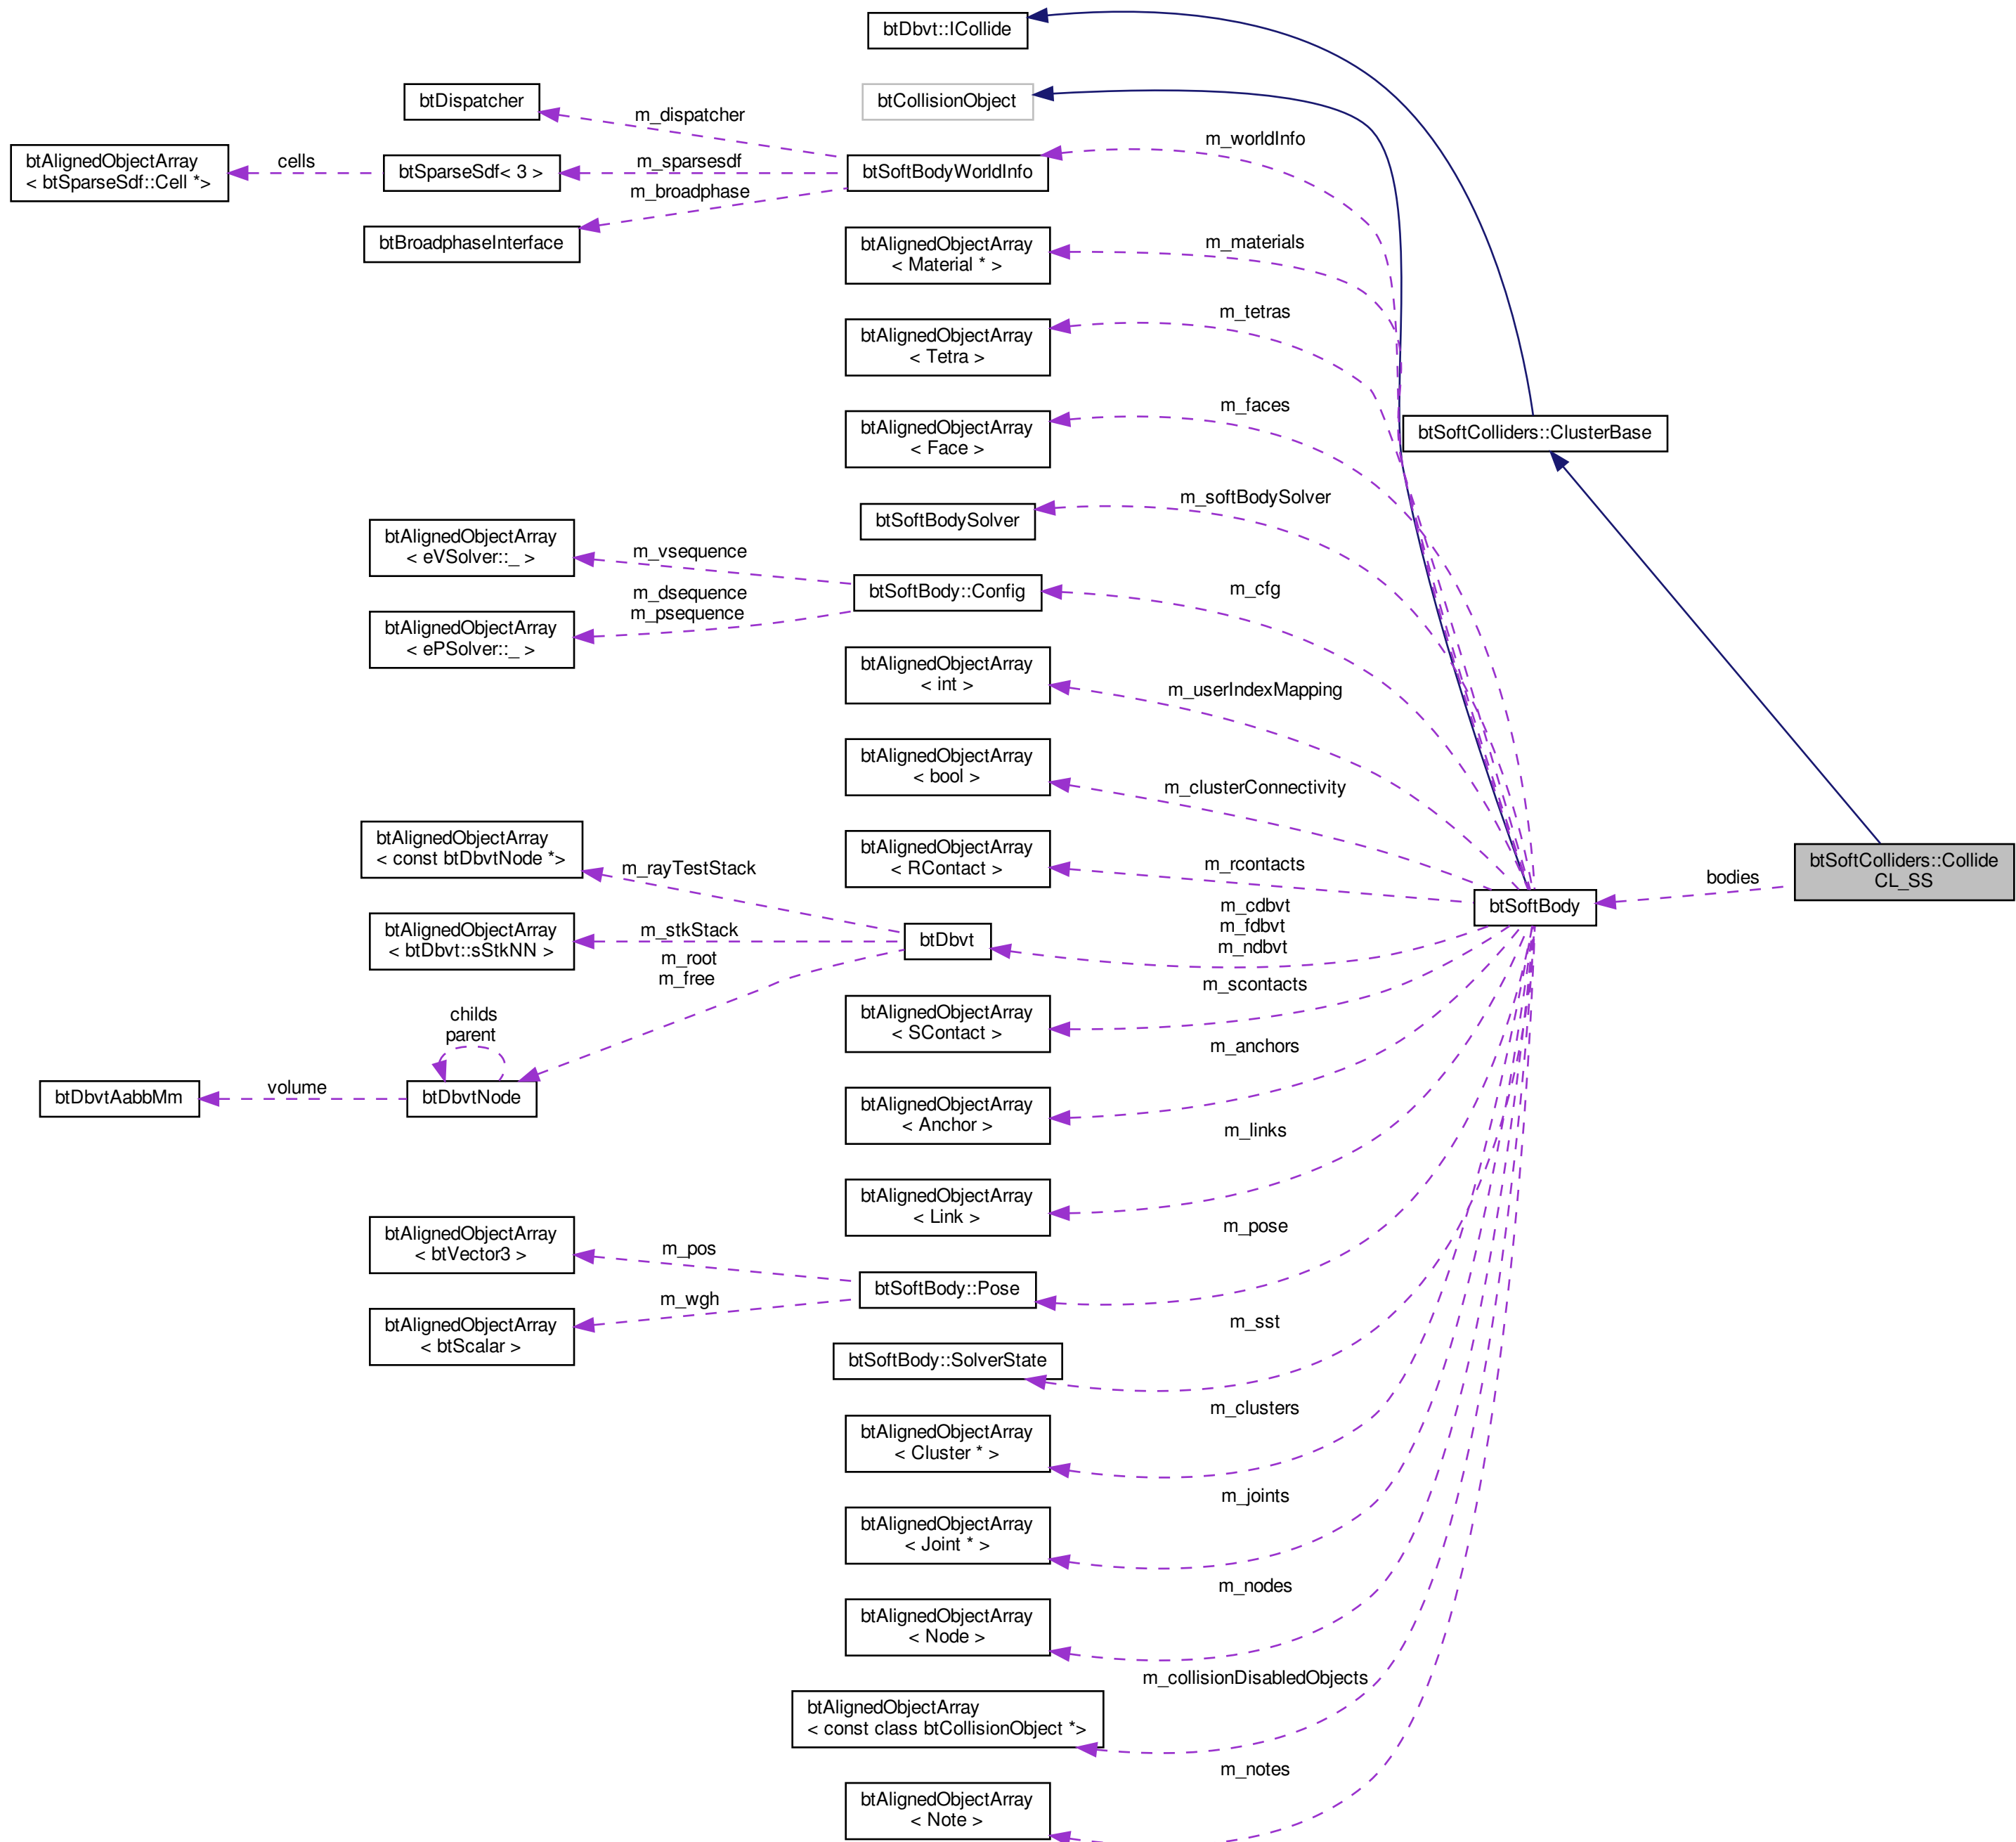 btDbvt::ICollide
btCollisionObject
btDispatcher
m_dispatcher
m_worldInfo
btAlignedObjectArray
< btSparseSdf::Cell *>
cells
btSparseSdf< 3 >
m_sparsesdf
btSoftBodyWorldInfo
m_broadphase
btBroadphaseInterface
btAlignedObjectArray
< Material * >
m_materials
btAlignedObjectArray
< Tetra >
m_tetras
btAlignedObjectArray
< Face >
m_faces
btSoftColliders::ClusterBase
btSoftBodySolver
m_softBodySolver
btAlignedObjectArray
< eVSolver::_ >
m_vsequence
btSoftBody::Config
m_cfg
m_dsequence
m_psequence
btAlignedObjectArray
< ePSolver::_ >
btAlignedObjectArray
< int >
m_userIndexMapping
btAlignedObjectArray
< bool >
m_clusterConnectivity
btAlignedObjectArray
< const btDbvtNode *>
m_rayTestStack
btAlignedObjectArray
< RContact >
m_rcontacts
btSoftColliders::Collide
CL_SS
bodies
btSoftBody
m_cdbvt
m_fdbvt
m_ndbvt
btAlignedObjectArray
< btDbvt::sStkNN >
m_stkStack
btDbvt
m_root
m_free
btAlignedObjectArray
< SContact >
m_scontacts
childs
parent
btDbvtAabbMm
volume
btDbvtNode
btAlignedObjectArray
< Anchor >
m_anchors
btAlignedObjectArray
< Link >
m_links
btAlignedObjectArray
< btVector3 >
m_pos
btSoftBody::Pose
m_pose
m_wgh
btAlignedObjectArray
< btScalar >
btSoftBody::SolverState
m_sst
btAlignedObjectArray
< Cluster * >
m_clusters
btAlignedObjectArray
< Joint * >
m_joints
btAlignedObjectArray
< Node >
m_nodes
btAlignedObjectArray
< const class btCollisionObject *>
m_collisionDisabledObjects
btAlignedObjectArray
< Note >
m_notes